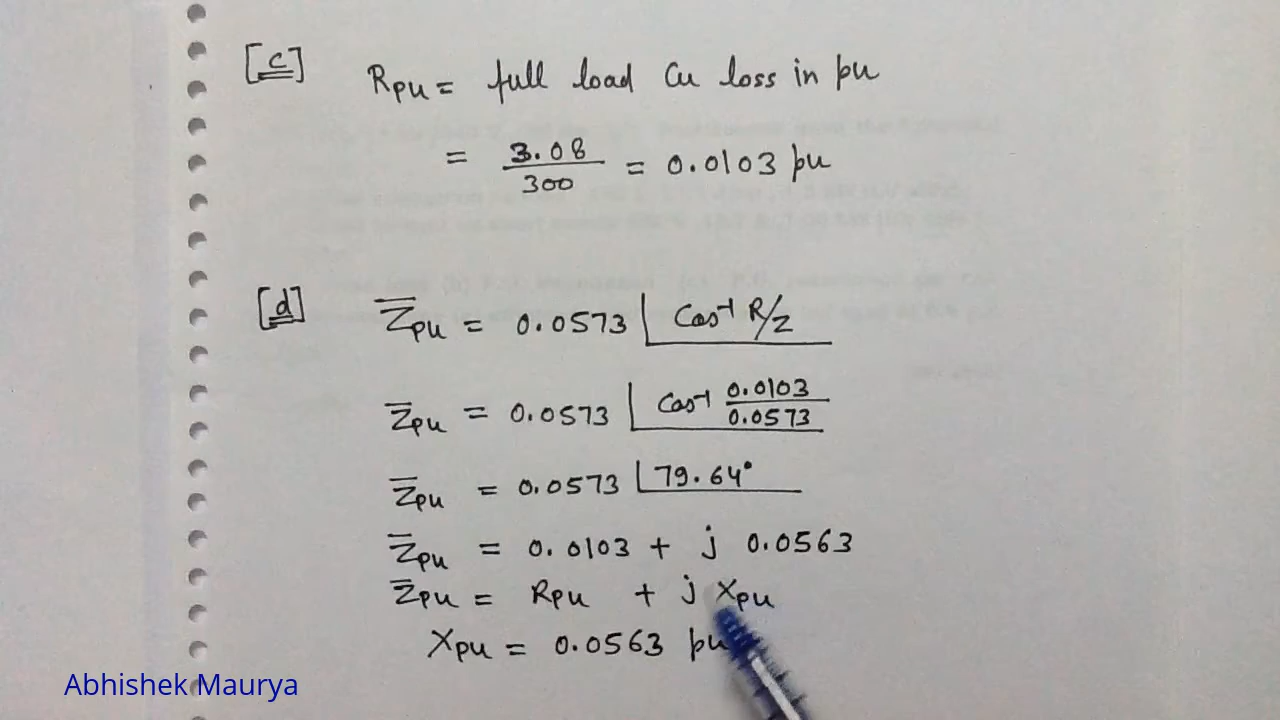 [c] Rpu = full load Cu loss in pu
= 3.08/300 = 0.0103 pu
[d] Z̅pu = 0.0573 ∠ Cos⁻¹ R/Z
Z̅pu = 0.0573 ∠ Cos⁻¹ 0.0103/0.0573
Z̅pu = 0.0573 ∠79.64°
Z̅pu = 0.0103 + j 0.0563
Z̅pu = Rpu + j Xpu
Xpu = 0.0563 pu
Abhishek Maurya